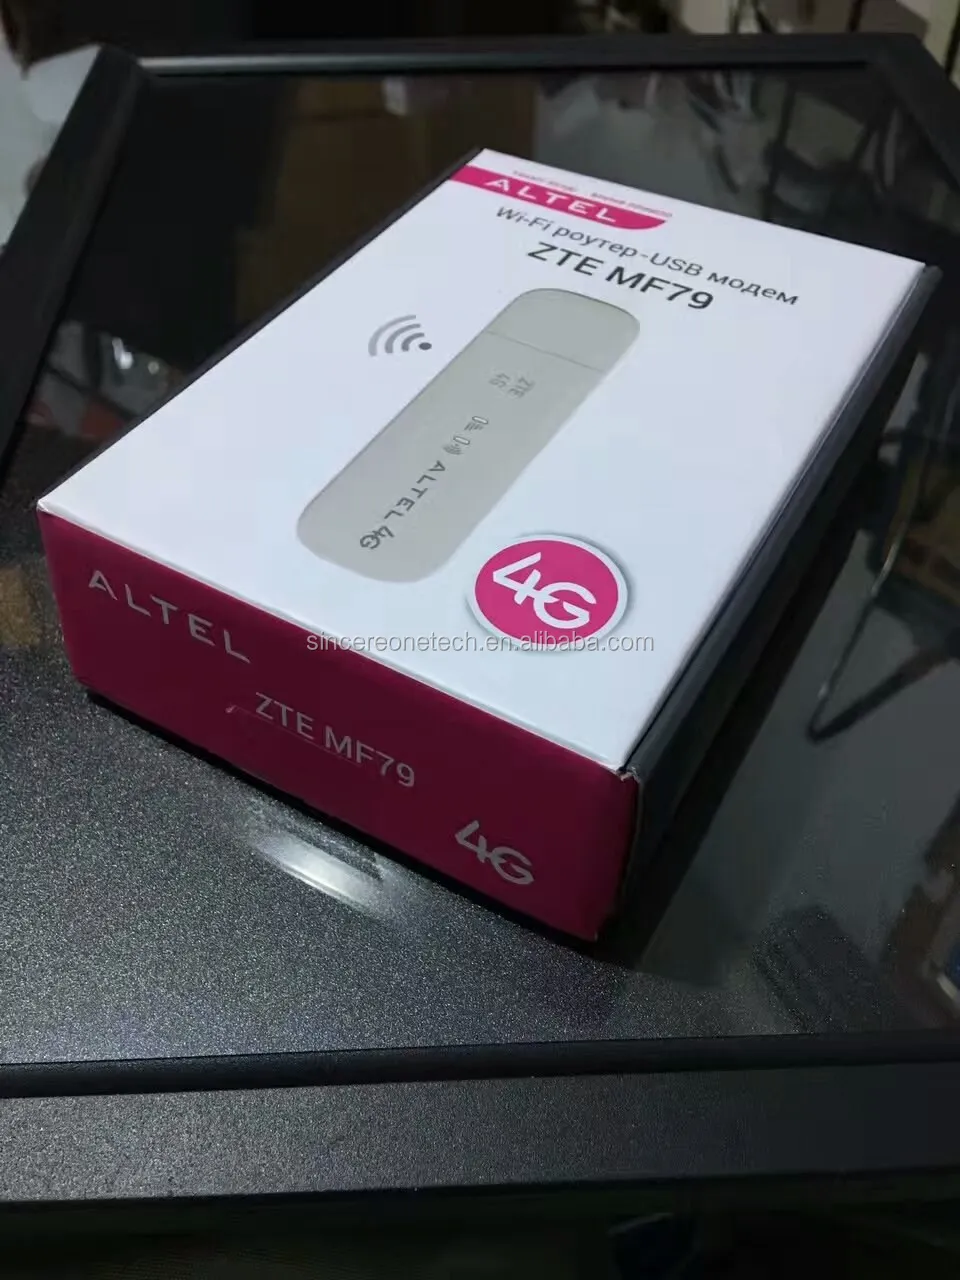 ALTEL
Wi-Fi роутер-USB модем
ZTE MF79
ZTE
4G
ALTEL 4G
4G
sincereonetech.en.alibaba.com
ALTEL
ZTE MF79
4G